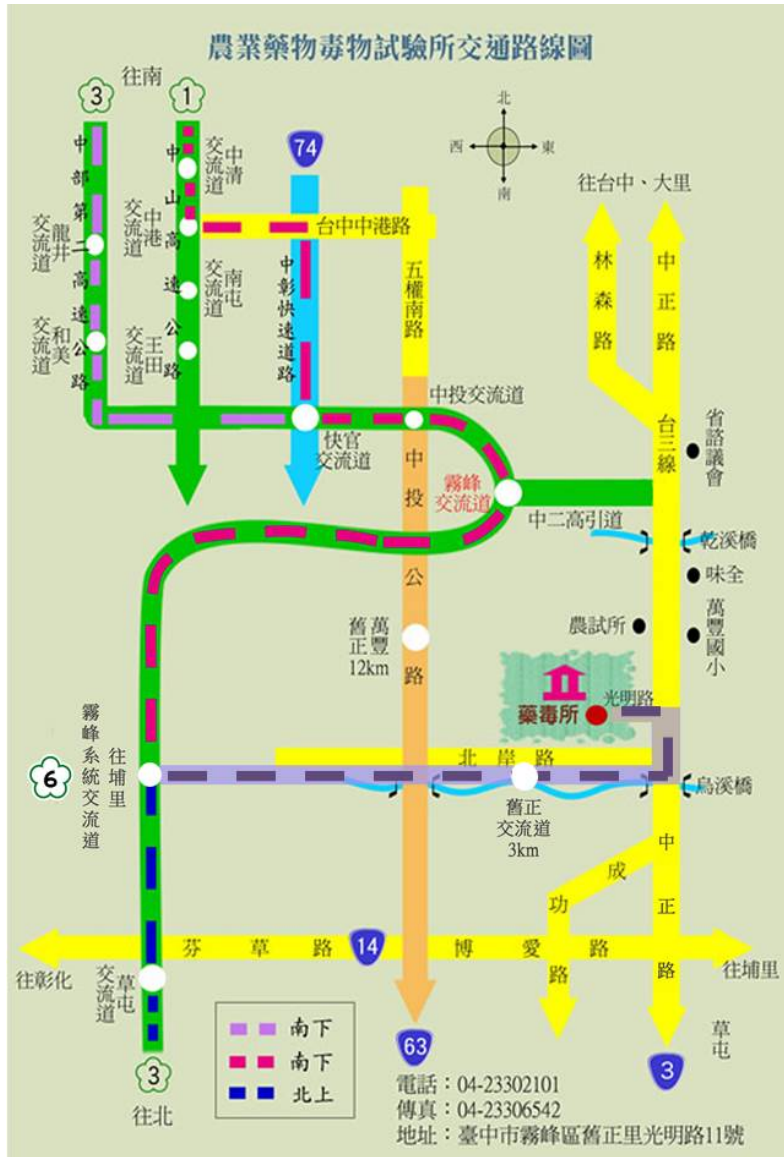 農業藥物毒物試驗所交通路線圖
往南
3
1
74
北
西
東
南
往台中、大里
中部第二高速公路
中山高速公路
中清交流道
中港交流道
台中中港路
龍井交流道
南屯交流道
和美交流道
王田交流道
中彰快速道路
五權南路
林森路
中正路
台三線
省諮議會
快官
交流道
中投交流道
霧峰
交流道
中二高引道
乾溪橋
味全
農試所
萬豐國小
中投公路
萬豐
舊正
12km
光明路
藥毒所
6
往埔里
霧峰系統交流道
北岸路
舊正
交流道
3km
烏溪橋
中正路
成功路
芬草路
14
博愛路
往彰化
草屯交流道
往埔里
草屯
3
往北
南下
南下
北上
63
3
電話：04-23302101
傳真：04-23306542
地址：臺中市霧峰區舊正里光明路11號